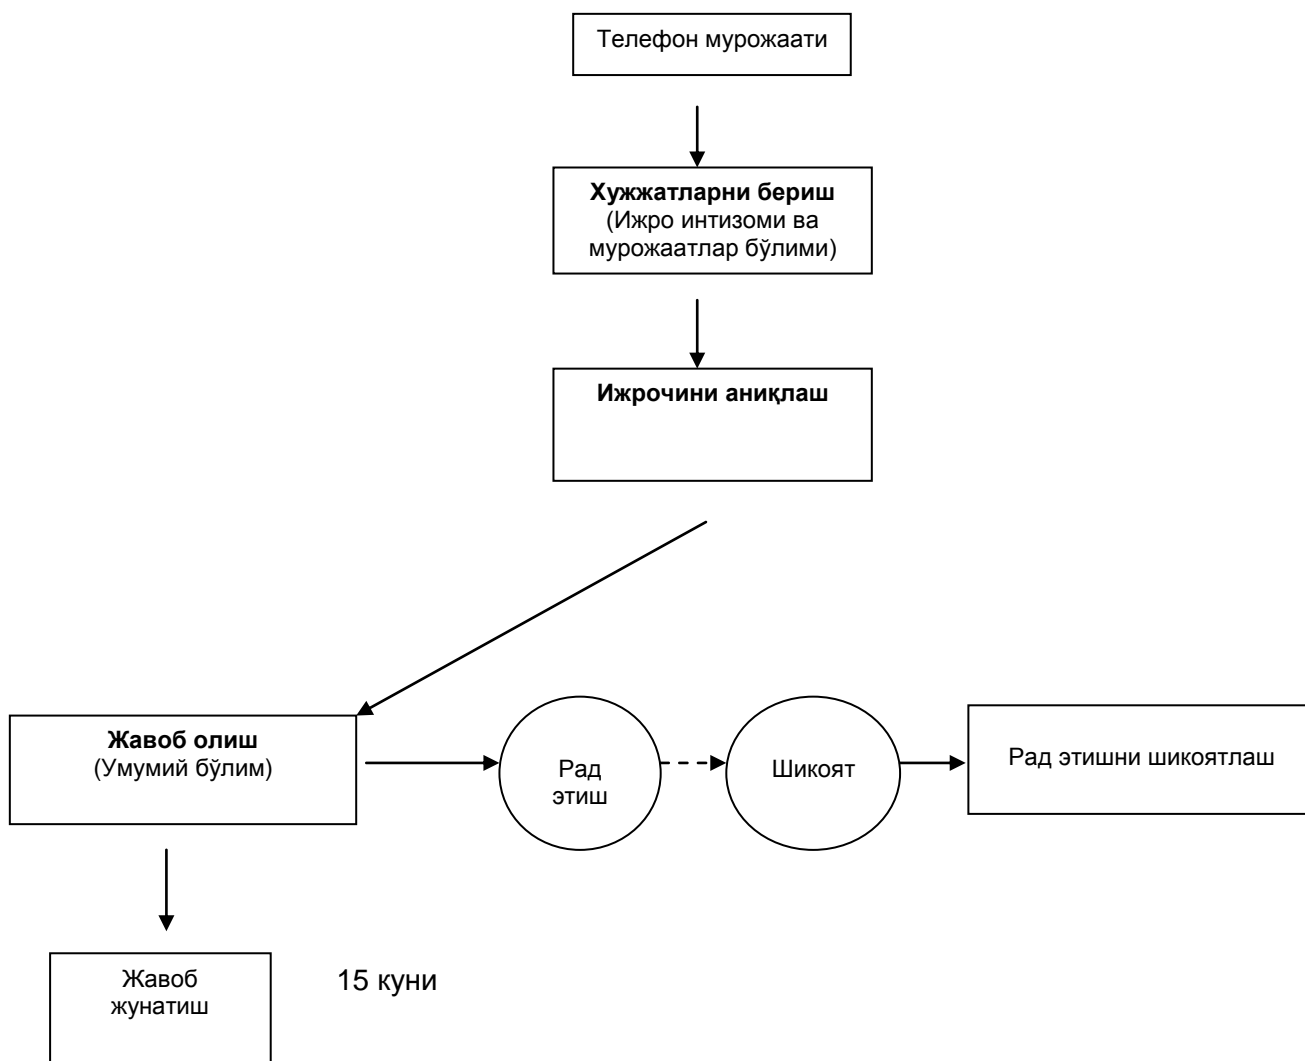 Телефон мурожаати
Хужжатларни бериш
(Ижро интизоми ва
мурожаатлар бўлими)
Ижрочини аниқлаш
Жавоб олиш
(Умумий бўлим)
Рад
этиш
Шикоят
Рад этишни шикоятлаш
Жавоб
жунатиш
15 куни